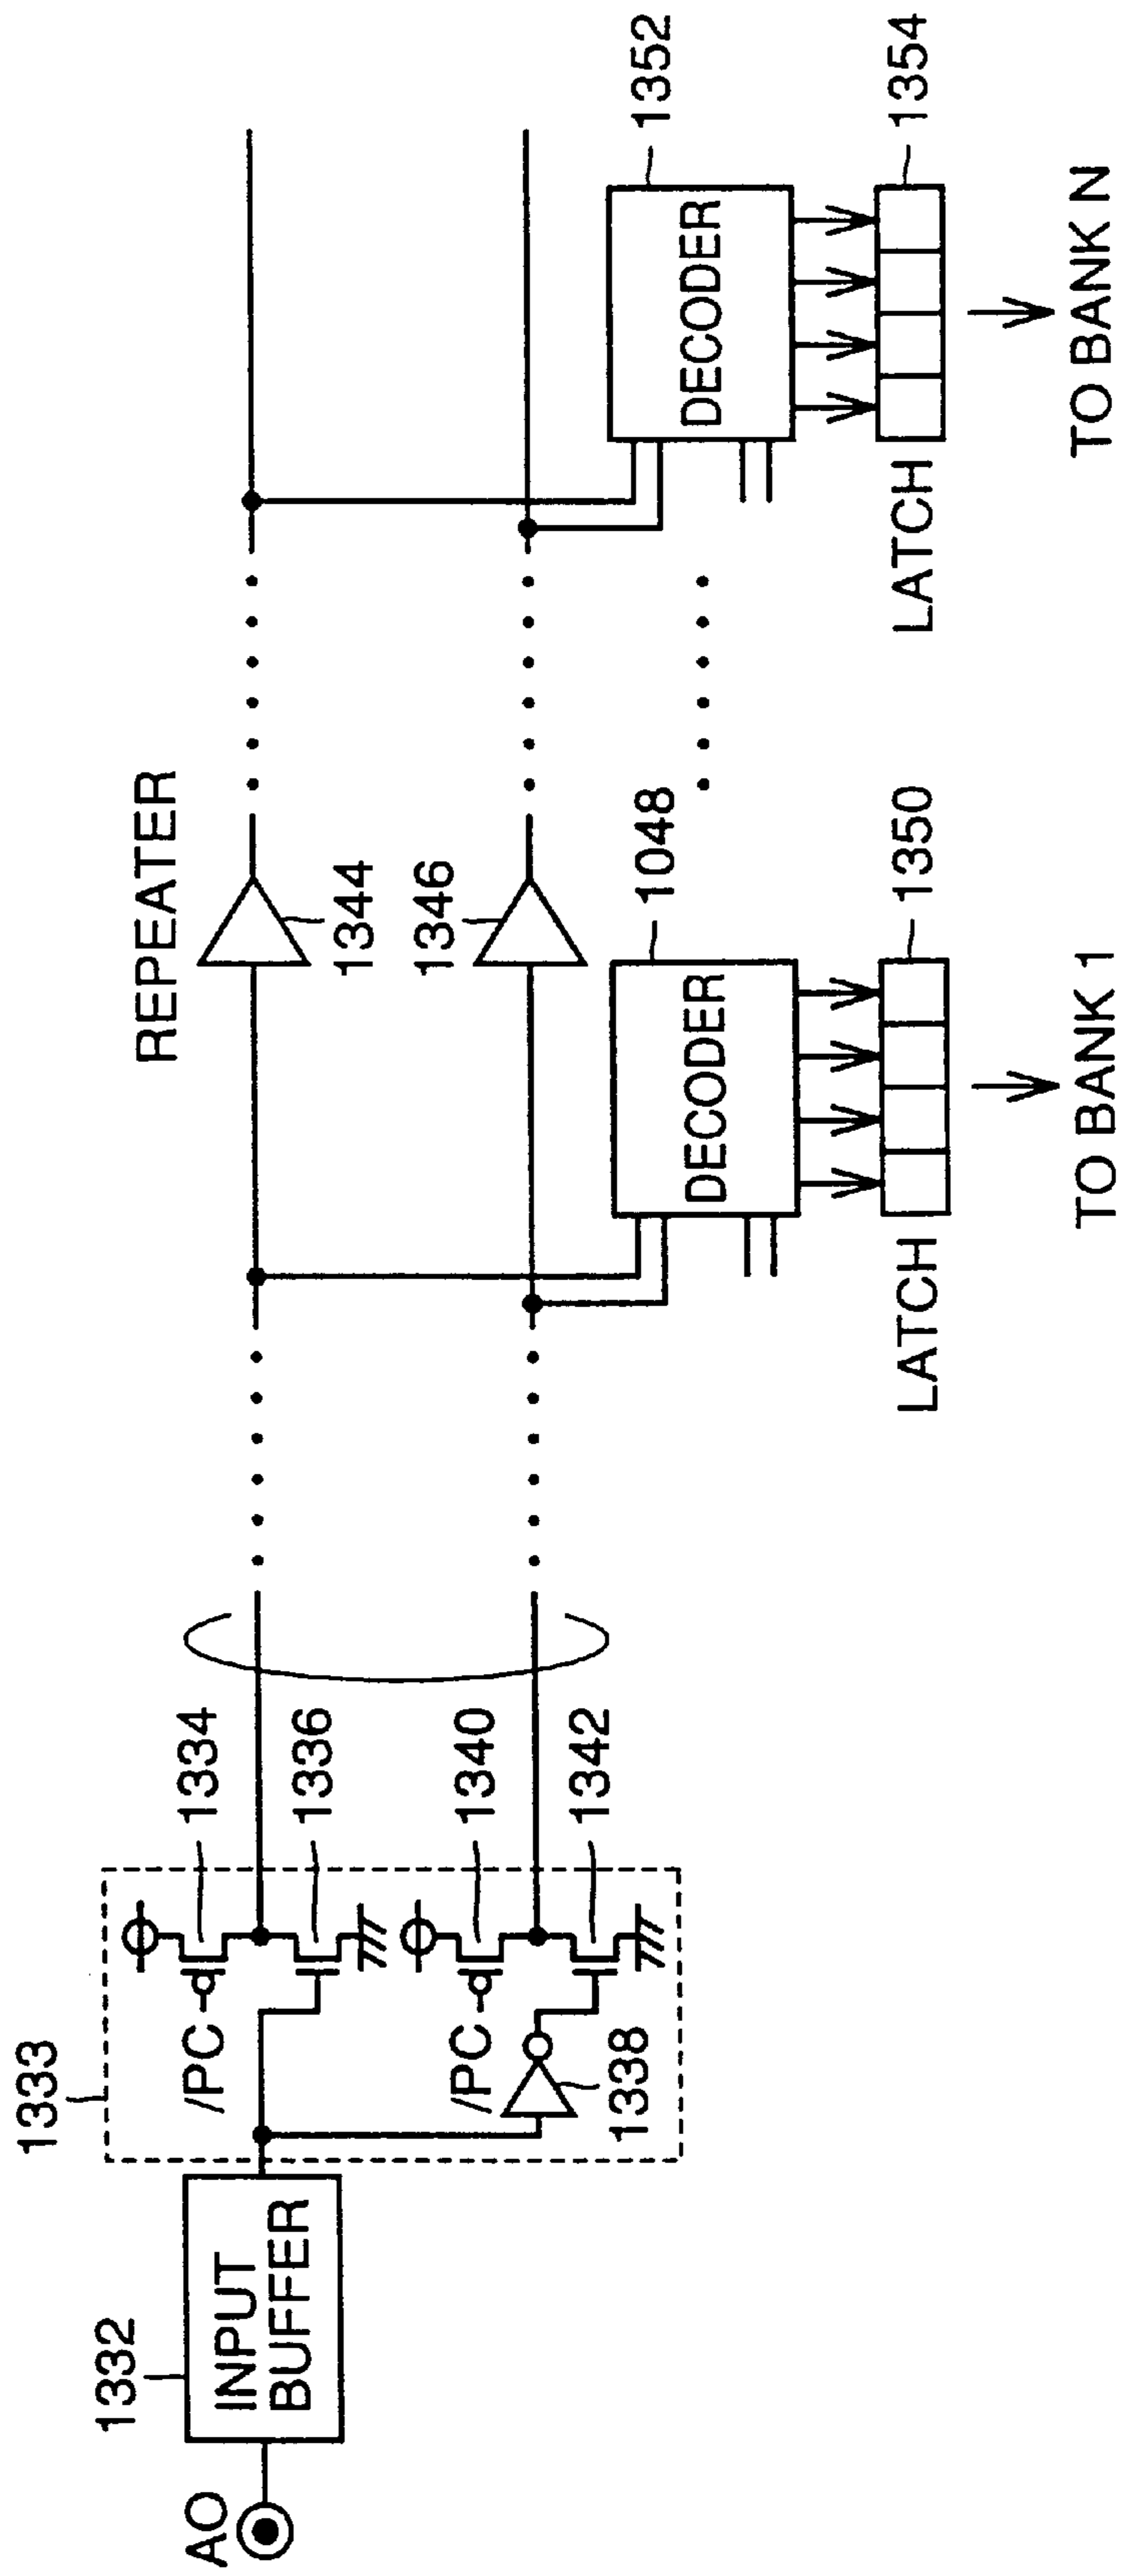 A0
1332
INPUT
BUFFER
1333
/PC
1334
1336
/PC
1338
1340
1342
REPEATER
1344
1346
DECODER
1048
LATCH
1350
TO BANK 1
DECODER
1352
LATCH
1354
TO BANK N